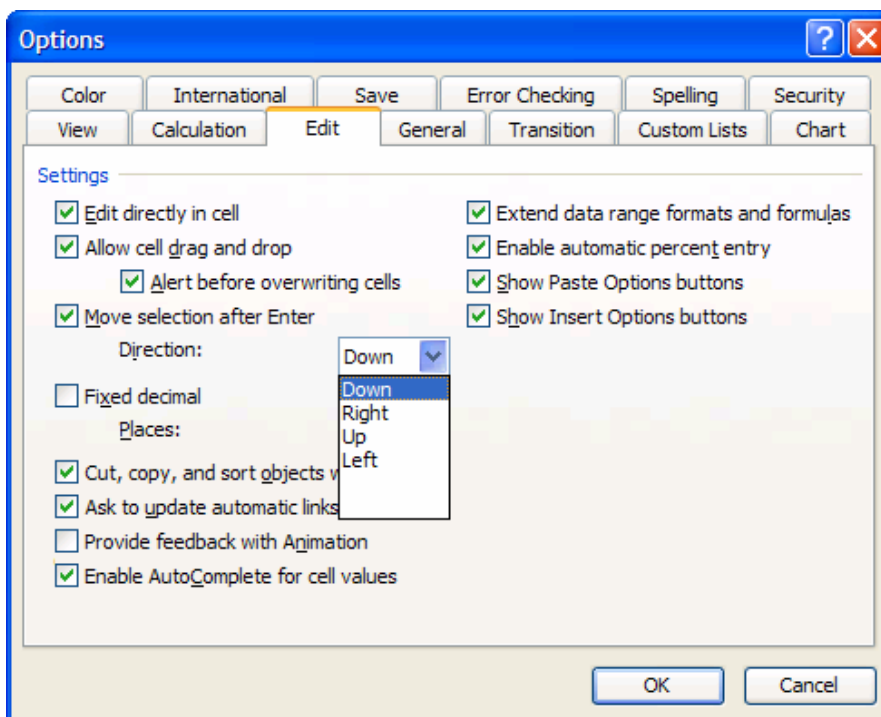 Options
Color International Save Error Checking Spelling Security
View Calculation Edit General Transition Custom Lists Chart
Settings
Edit directly in cell
Allow cell drag and drop
Alert before overwriting cells
Move selection after Enter
Direction: Down
Down
Right
Up
Left
Fixed decimal
Places:
Cut, copy, and sort objects
Ask to update automatic links
Provide feedback with Animation
Enable AutoComplete for cell values
Extend data range formats and formulas
Enable automatic percent entry
Show Paste Options buttons
Show Insert Options buttons
OK Cancel